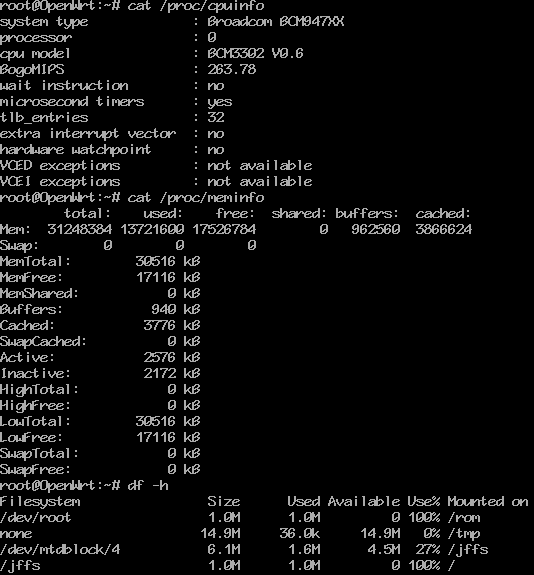 root@OpenWrt:~# cat /proc/cpuinfo
system type             : Broadcom BCM947XX
processor               : 0
cpu model               : BCM3302 V0.6
BogoMIPS                : 263.78
wait instruction        : no
microsecond timers      : yes
tlb_entries             : 32
extra interrupt vector  : no
hardware watchpoint     : no
VCED exceptions         : not available
VCEI exceptions         : not available
root@OpenWrt:~# cat /proc/meminfo
        total:    used:    free:  shared: buffers:  cached:
Mem:  31248384 13721600 17526784        0   962560  3866624
Swap:        0        0        0
MemTotal:        30516 kB
MemFree:         17116 kB
MemShared:           0 kB
Buffers:           940 kB
Cached:           3776 kB
SwapCached:          0 kB
Active:           2576 kB
Inactive:         2172 kB
HighTotal:           0 kB
HighFree:            0 kB
LowTotal:        30516 kB
LowFree:         17116 kB
SwapTotal:           0 kB
SwapFree:            0 kB
root@OpenWrt:~# df -h
Filesystem                Size      Used Available Use% Mounted on
/dev/root                 1.0M      1.0M         0 100% /rom
none                     14.9M     36.0k     14.9M   0% /tmp
/dev/mtdblock/4           6.1M      1.6M      4.5M  27% /jffs
/jffs                     1.0M      1.0M         0 100% /